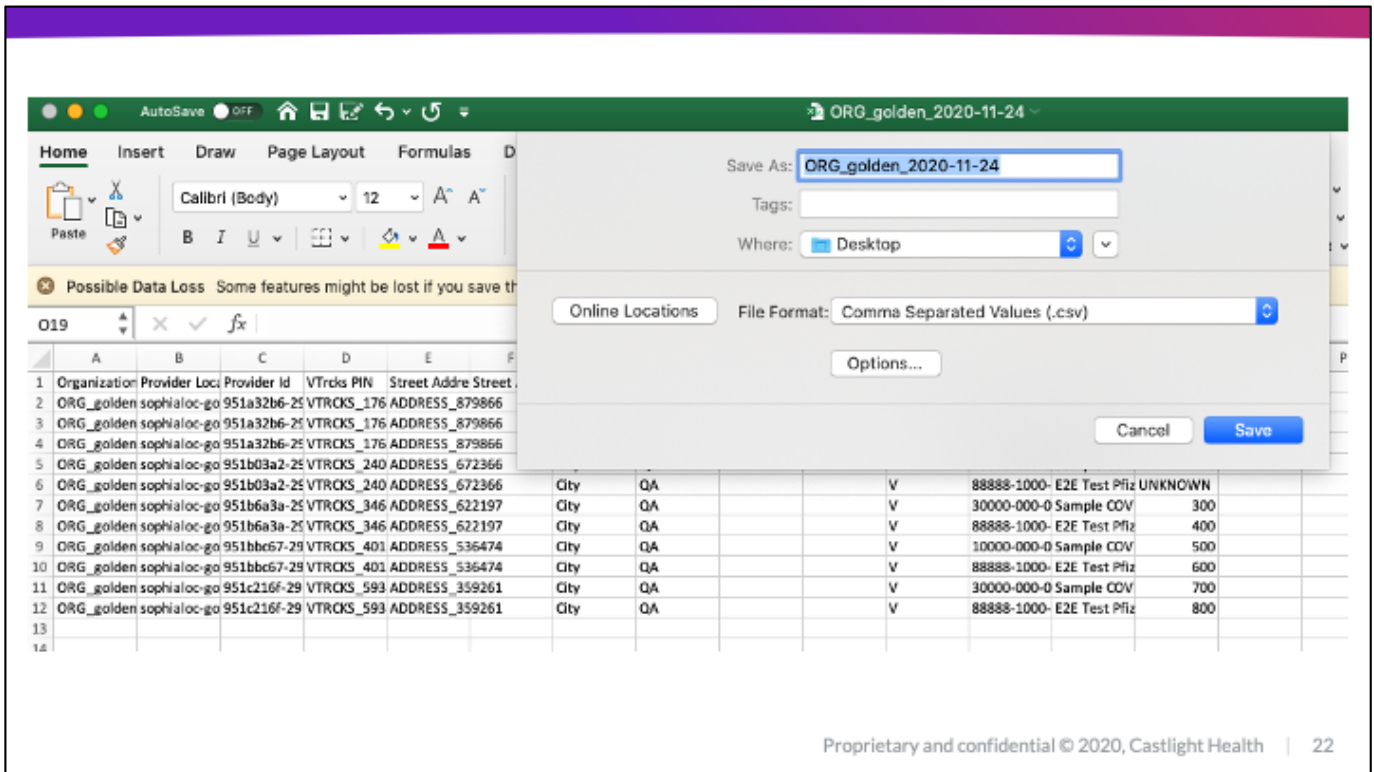 AutoSave OFF ORG_golden_2020-11-24
Home Insert Draw Page Layout Formulas D
Save As: ORG_golden_2020-11-24
Tags:
Where: Desktop
Paste Calibri (Body) 12 A^ A˅
B I U A
Possible Data Loss Some features might be lost if you save th
Online Locations File Format: Comma Separated Values (.csv)
Options...
Cancel Save
O19 fx
A B C D E F P
1 Organization Provider Loca Provider Id VTrcks PIN Street Addre Street
2 ORG_golden sophialoc-go 951a32b6-29 VTRCKS_176 ADDRESS_879866
3 ORG_golden sophialoc-go 951a32b6-29 VTRCKS_176 ADDRESS_879866
4 ORG_golden sophialoc-go 951a32b6-29 VTRCKS_176 ADDRESS_879866
5 ORG_golden sophialoc-go 951b03a2-29 VTRCKS_240 ADDRESS_672366
6 ORG_golden sophialoc-go 951b03a2-29 VTRCKS_240 ADDRESS_672366 City QA V 88888-1000- E2E Test Pfiz UNKNOWN
7 ORG_golden sophialoc-go 951b6a3a-29 VTRCKS_346 ADDRESS_622197 City QA V 30000-000-0 Sample COV 300
8 ORG_golden sophialoc-go 951b6a3a-29 VTRCKS_346 ADDRESS_622197 City QA V 88888-1000- E2E Test Pfiz 400
9 ORG_golden sophialoc-go 951bbc67-29 VTRCKS_401 ADDRESS_536474 City QA V 10000-000-0 Sample COV 500
10 ORG_golden sophialoc-go 951bbc67-29 VTRCKS_401 ADDRESS_536474 City QA V 88888-1000- E2E Test Pfiz 600
11 ORG_golden sophialoc-go 951c216f-29 VTRCKS_593 ADDRESS_359261 City QA V 30000-000-0 Sample COV 700
12 ORG_golden sophialoc-go 951c216f-29 VTRCKS_593 ADDRESS_359261 City QA V 88888-1000- E2E Test Pfiz 800
13
14
Proprietary and confidential © 2020, Castlight Health | 22